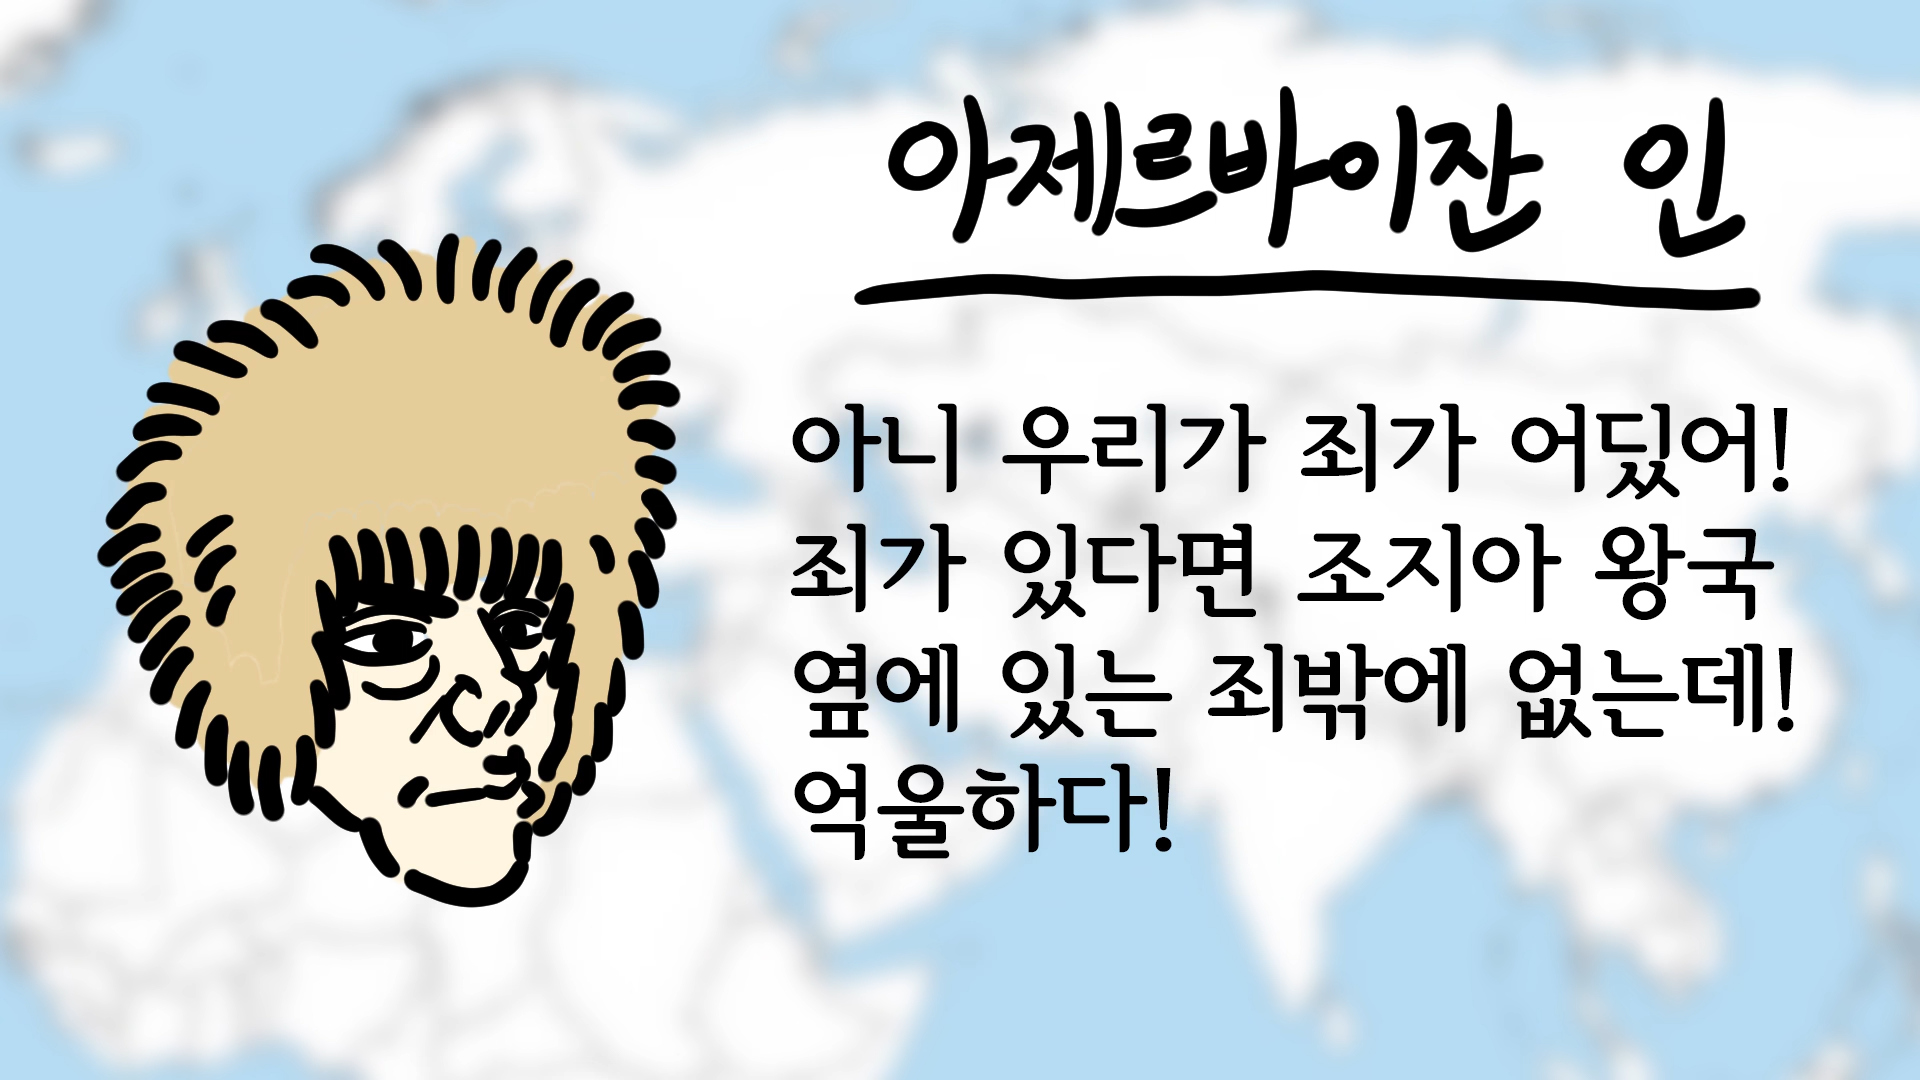 아제르바이잔 인
아니 우리가 죄가 어딨어!
죄가 있다면 조지아 왕국
옆에 있는 죄밖에 없는데!
억울하다!